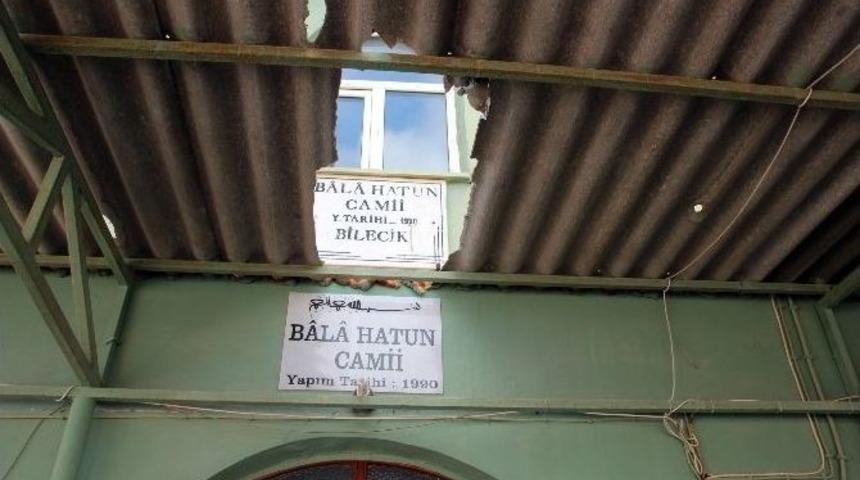 BÂLÂ HATUN
CAMİİ
Y. TARİHİ... 1990
BİLECİK
BÂLÂ HATUN
CAMİİ
Yapım Tarihi : 1990